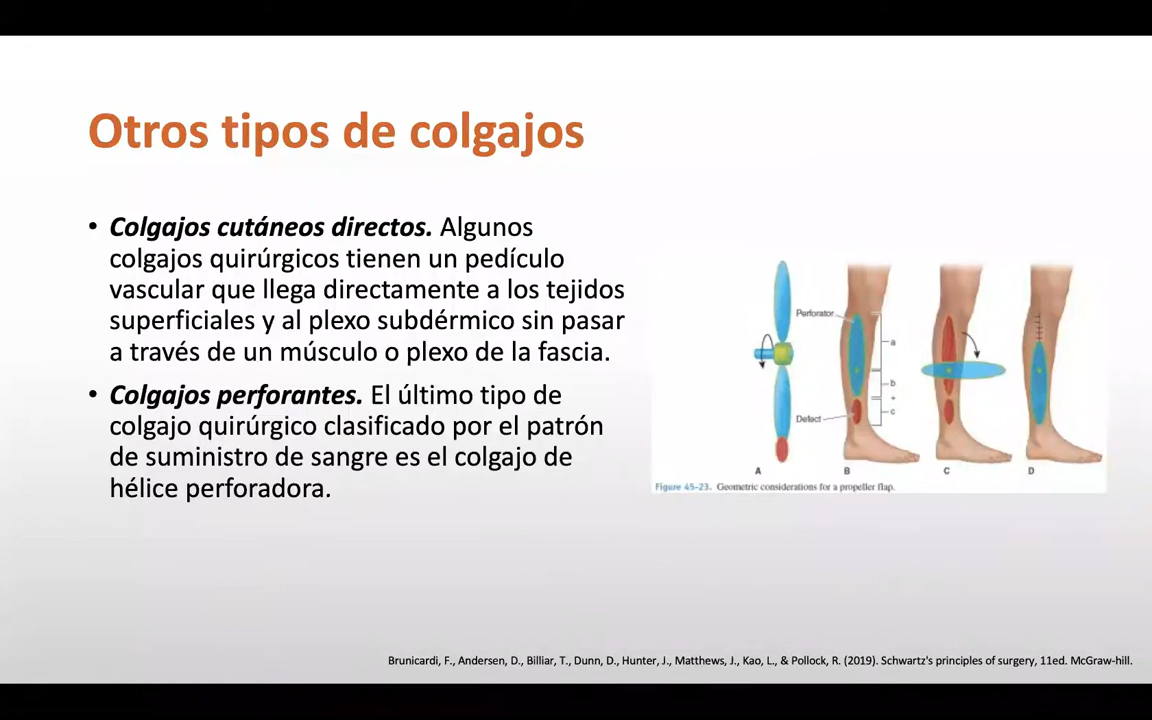 Otros tipos de colgajos
• Colgajos cutáneos directos. Algunos
colgajos quirúrgicos tienen un pedículo
vascular que llega directamente a los tejidos
superficiales y al plexo subdérmico sin pasar
a través de un músculo o plexo de la fascia.
• Colgajos perforantes. El último tipo de
colgajo quirúrgico clasificado por el patrón
de suministro de sangre es el colgajo de
hélice perforadora.
Perforator
a
b
+
c
Defect
A
B
C
D
Figure 45-23. Geometric considerations for a propeller flap.
Brunicardi, F., Andersen, D., Billiar, T., Dunn, D., Hunter, J., Matthews, J., Kao, L., & Pollock, R. (2019). Schwartz's principles of surgery, 11ed. McGraw-hill.